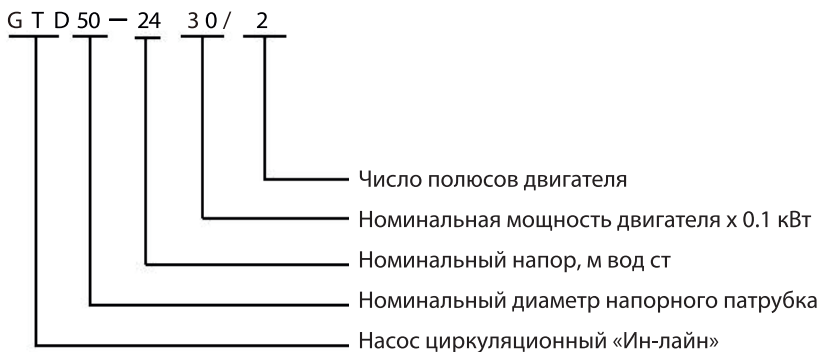 G T D 50 – 24 3 0 / 2
Число полюсов двигателя
Номинальная мощность двигателя x 0.1 кВт
Номинальный напор, м вод ст
Номинальный диаметр напорного патрубка
Насос циркуляционный «Ин-лайн»